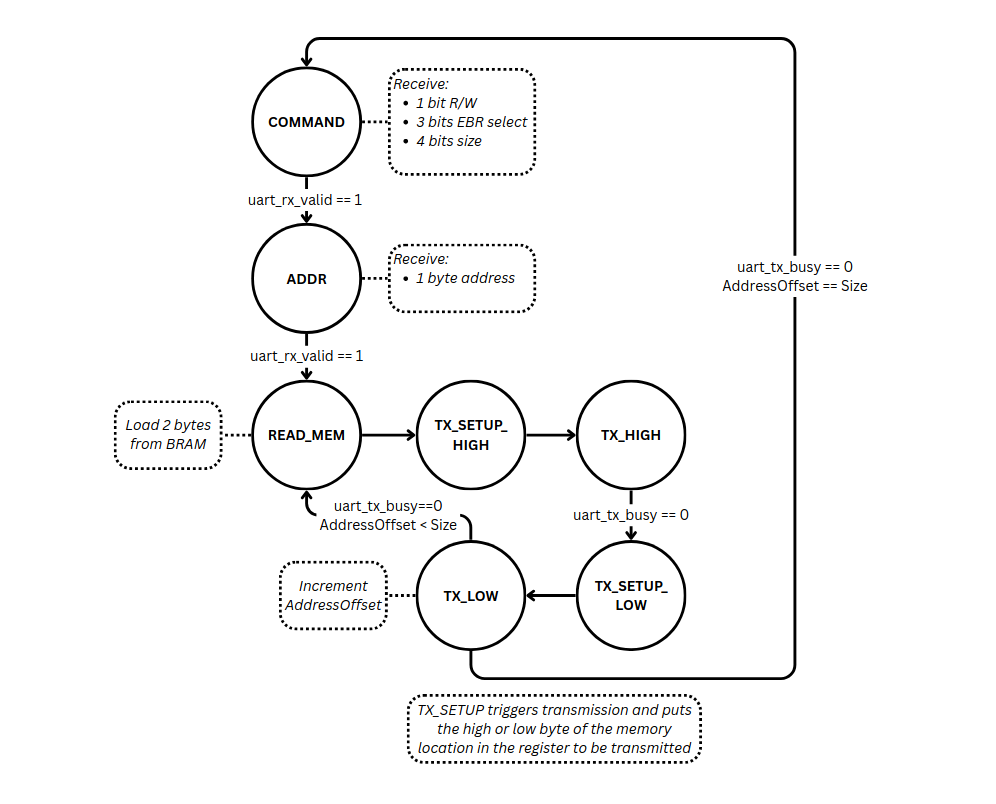 COMMAND
Receive:
• 1 bit R/W
• 3 bits EBR select
• 4 bits size
uart_rx_valid == 1
ADDR
Receive:
• 1 byte address
uart_tx_busy == 0
AddressOffset == Size
uart_rx_valid == 1
Load 2 bytes
from BRAM
READ_MEM
TX_SETUP_
HIGH
TX_HIGH
uart_tx_busy==0
AddressOffset < Size
uart_tx_busy == 0
Increment
AddressOffset
TX_LOW
TX_SETUP_
LOW
TX_SETUP triggers transmission and puts
the high or low byte of the memory
location in the register to be transmitted